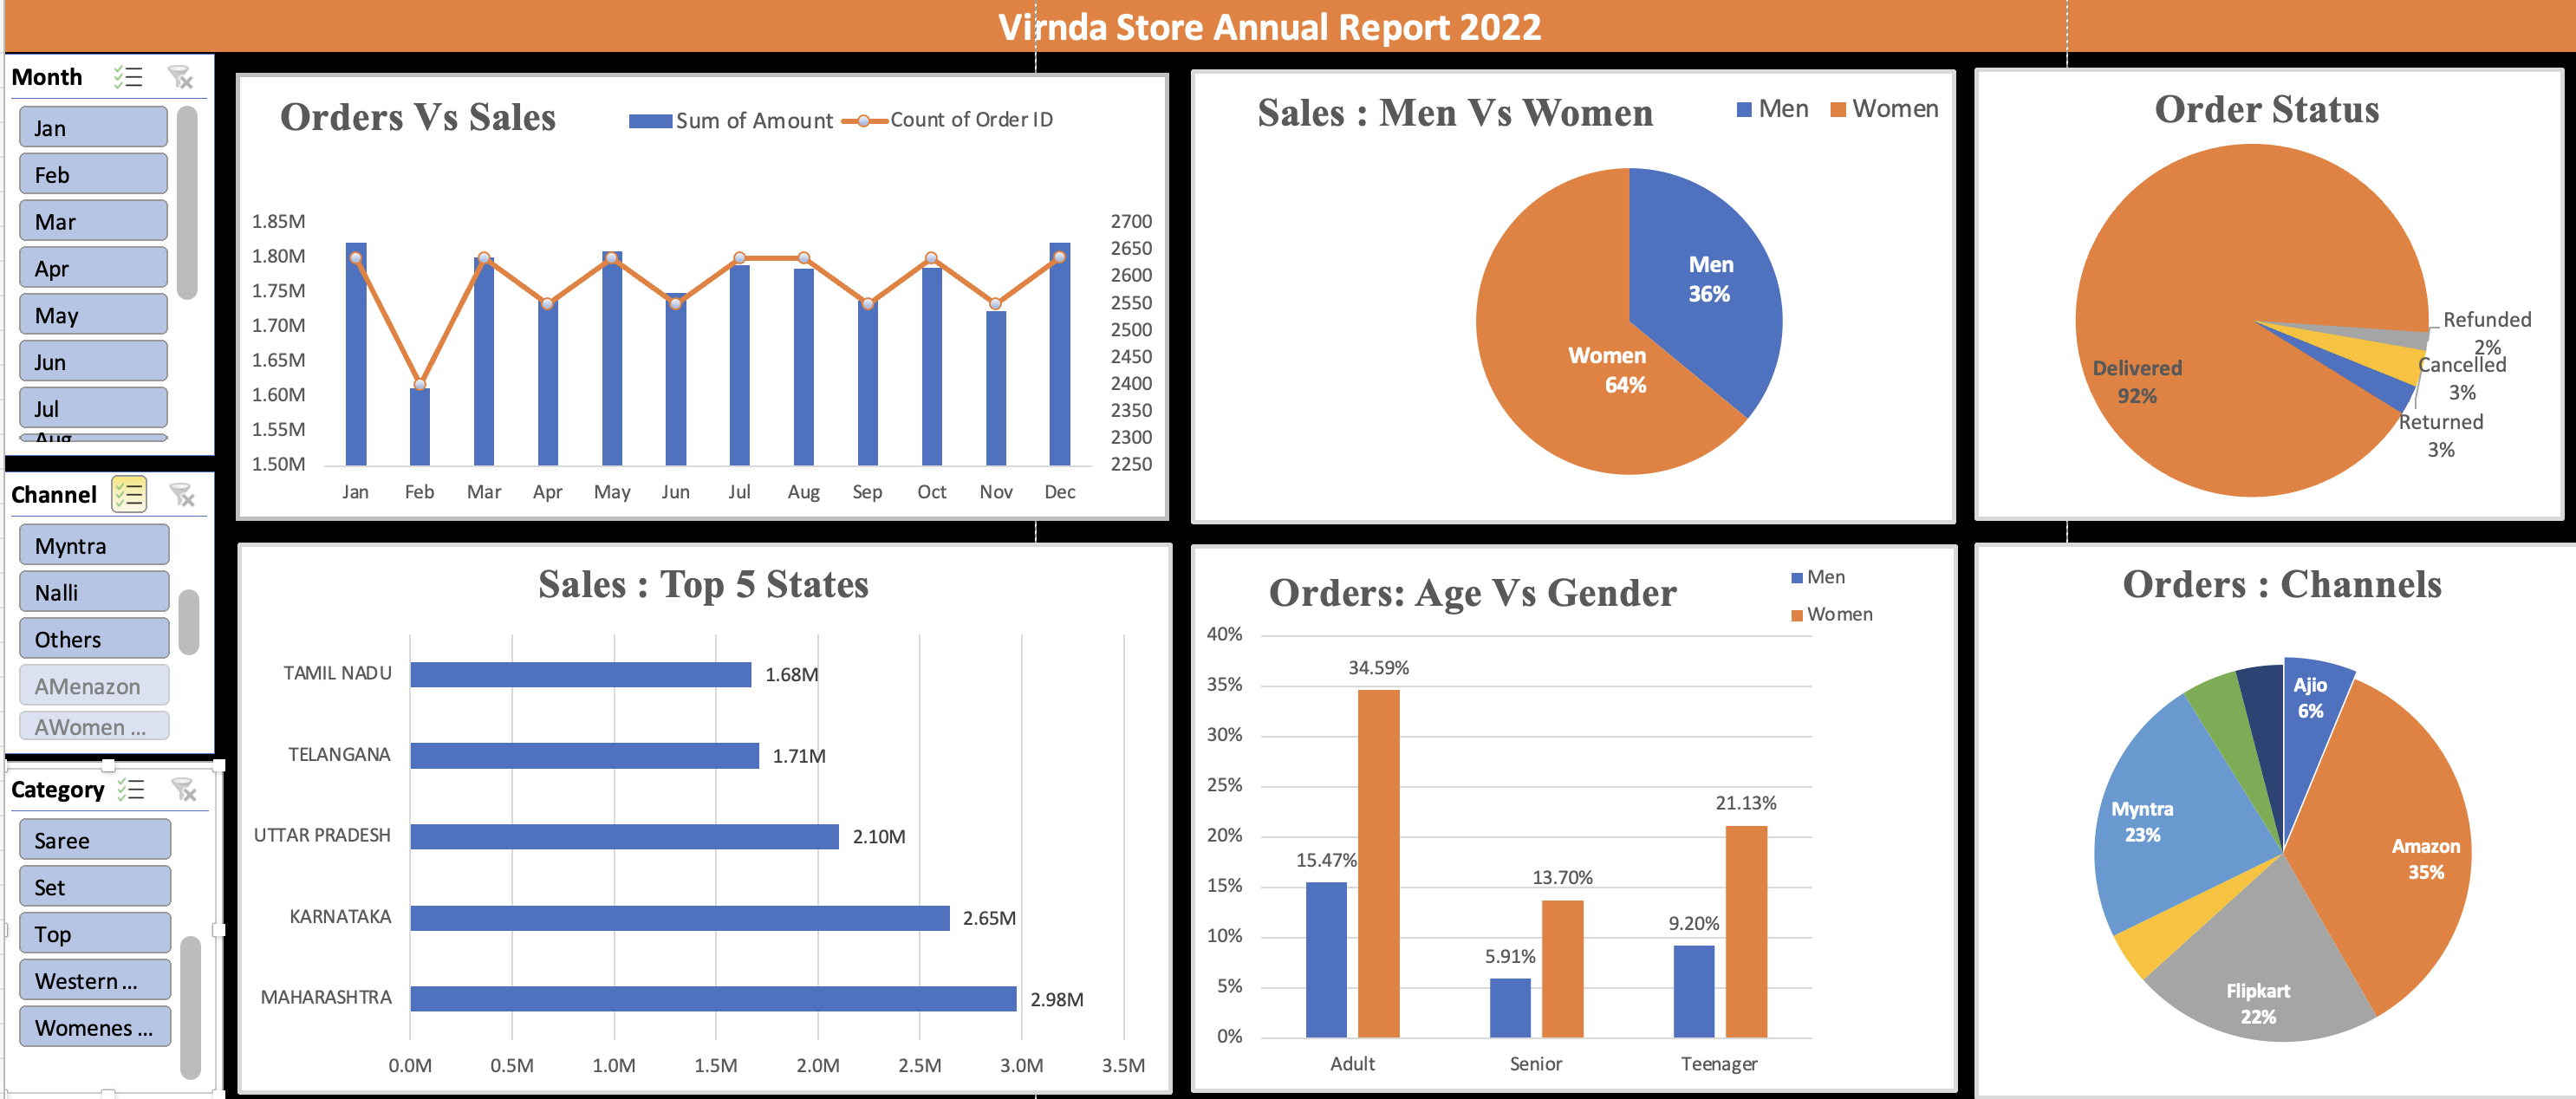 Virnda Store Annual Report 2022
Month
Jan
Feb
Mar
Apr
May
Jun
Jul
Aug
Channel
Myntra
Nalli
Others
AMenazon
AWomen ...
Category
Saree
Set
Top
Western ...
Womenes ...
Orders Vs Sales
Sum of Amount
Count of Order ID
1.85M
1.80M
1.75M
1.70M
1.65M
1.60M
1.55M
1.50M
2700
2650
2600
2550
2500
2450
2400
2350
2300
2250
Jan Feb Mar Apr May Jun Jul Aug Sep Oct Nov Dec
Sales : Men Vs Women
Men Women
Men
36%
Women
64%
Order Status
Refunded
2%
Cancelled
3%
Returned
3%
Delivered
92%
Sales : Top 5 States
TAMIL NADU 1.68M
TELANGANA 1.71M
UTTAR PRADESH 2.10M
KARNATAKA 2.65M
MAHARASHTRA 2.98M
0.0M 0.5M 1.0M 1.5M 2.0M 2.5M 3.0M 3.5M
Orders: Age Vs Gender
Men
Women
40%
35%
30%
25%
20%
15%
10%
5%
0%
15.47%
34.59%
5.91%
13.70%
9.20%
21.13%
Adult Senior Teenager
Orders : Channels
Ajio
6%
Amazon
35%
Flipkart
22%
Myntra
23%